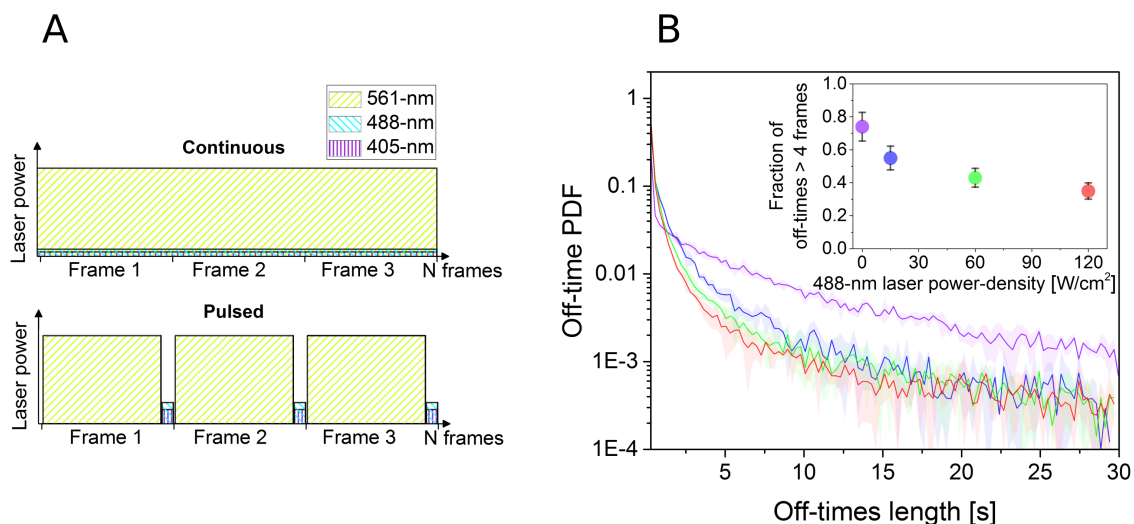 A
B
561-nm
488-nm
405-nm
Continuous
Laser power
Frame 1 Frame 2 Frame 3 N frames
Pulsed
Laser power
Frame 1 Frame 2 Frame 3 N frames
Off-time PDF
1
0.1
0.01
1E-3
1E-4
5 10 15 20 25 30
Off-times length [s]
Fraction of
off-times > 4 frames
1.0
0.8
0.6
0.4
0.2
0.0
0 30 60 90 120
488-nm laser power-density [W/cm²]